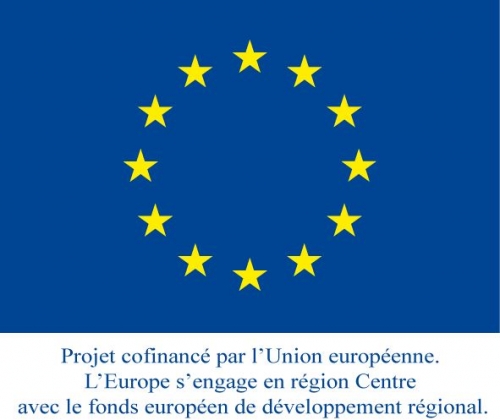 Projet cofinancé par l’Union européenne.
L’Europe s’engage en région Centre
avec le fonds européen de développement régional.